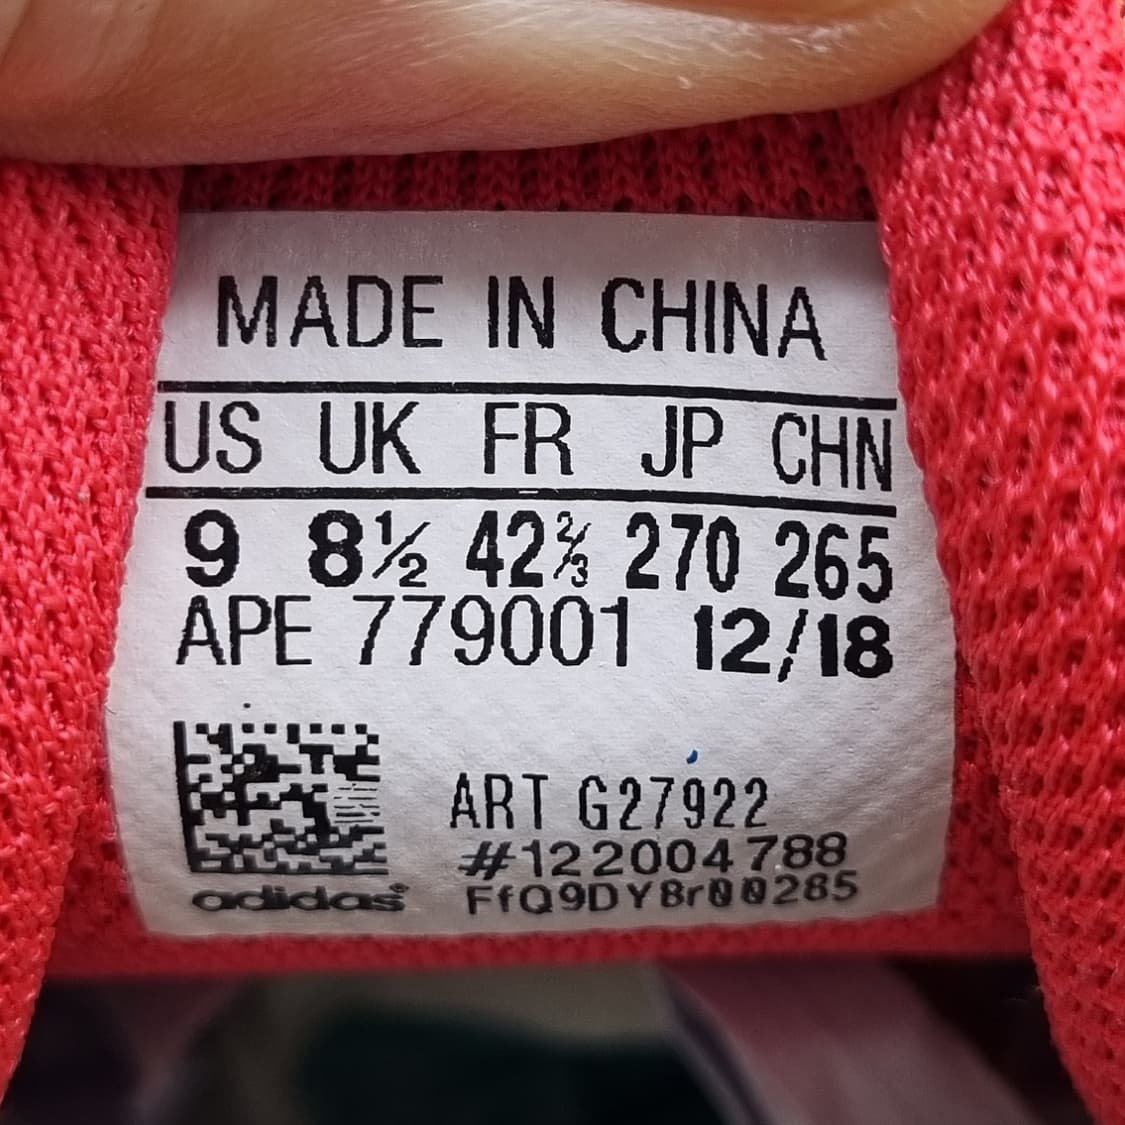 MADE IN CHINA
US UK FR JP CHN
9 8½ 42⅔ 270 265
APE 779001 12/18
ART G27922
#122004788
adidas® FfQ9DYBr00285